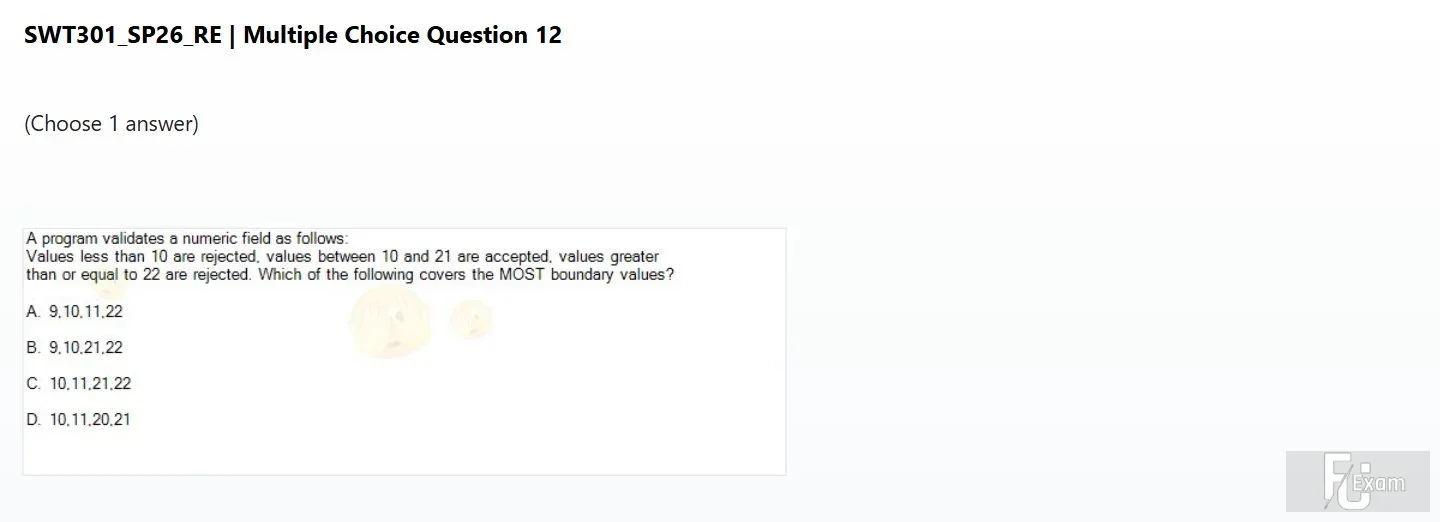 SWT301_SP26_RE | Multiple Choice Question 12
(Choose 1 answer)
A program validates a numeric field as follows:
Values less than 10 are rejected, values between 10 and 21 are accepted, values greater
than or equal to 22 are rejected. Which of the following covers the MOST boundary values?
A. 9,10,11,22
B. 9,10,21,22
C. 10,11,21,22
D. 10,11,20,21
FU Exam